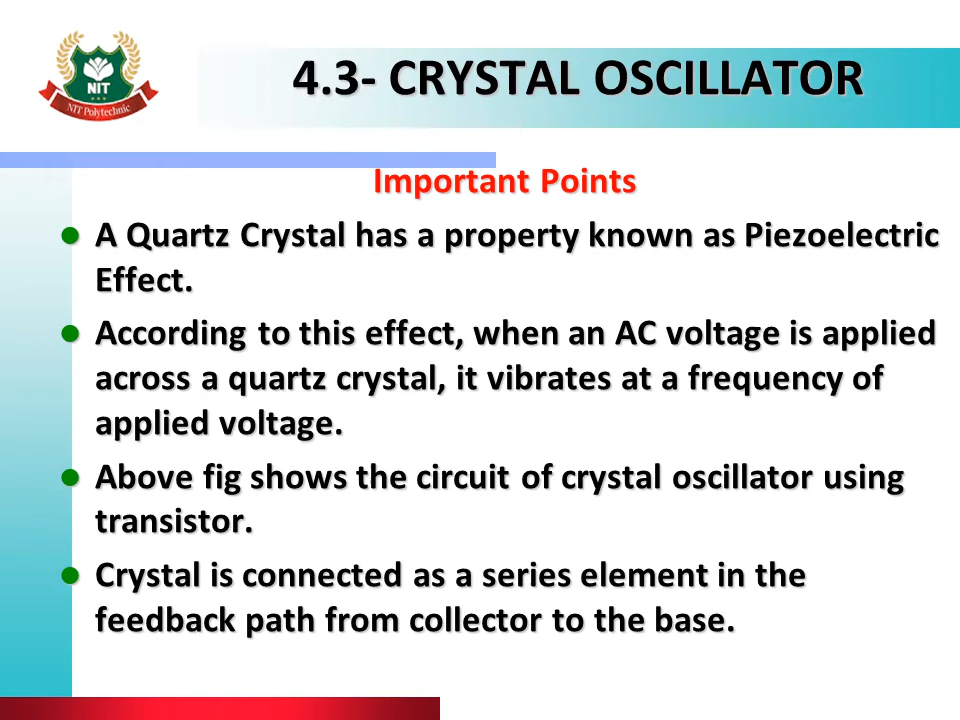 NIT
NIT Polytechnic
4.3- CRYSTAL OSCILLATOR
Important Points
A Quartz Crystal has a property known as Piezoelectric
Effect.
According to this effect, when an AC voltage is applied
across a quartz crystal, it vibrates at a frequency of
applied voltage.
Above fig shows the circuit of crystal oscillator using
transistor.
Crystal is connected as a series element in the
feedback path from collector to the base.